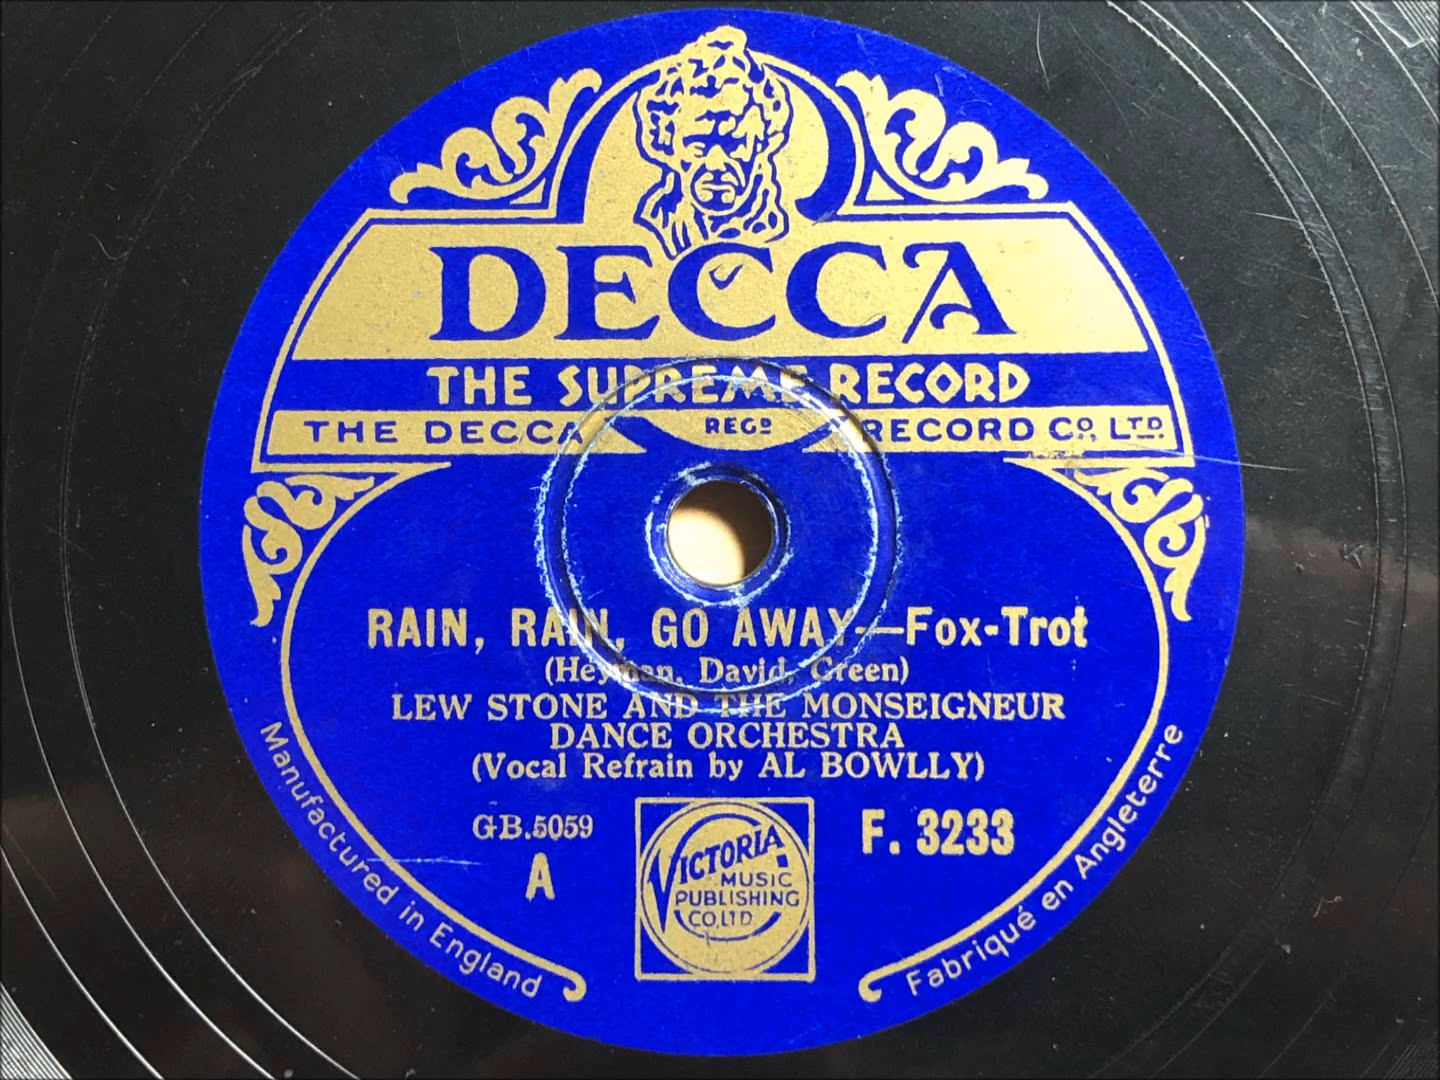 DECCA
THE SUPREME RECORD
THE DECCA REGD RECORD CO., LTD.
RAIN, RAIN, GO AWAY—Fox-Trot
(Heyman, David, Green)
LEW STONE AND THE MONSEIGNEUR
DANCE ORCHESTRA
(Vocal Refrain by AL BOWLLY)
GB.5059
A
VICTORIA
MUSIC
PUBLISHING
CO,LTD
F. 3233
Manufactured in England
Fabriqué en Angleterre